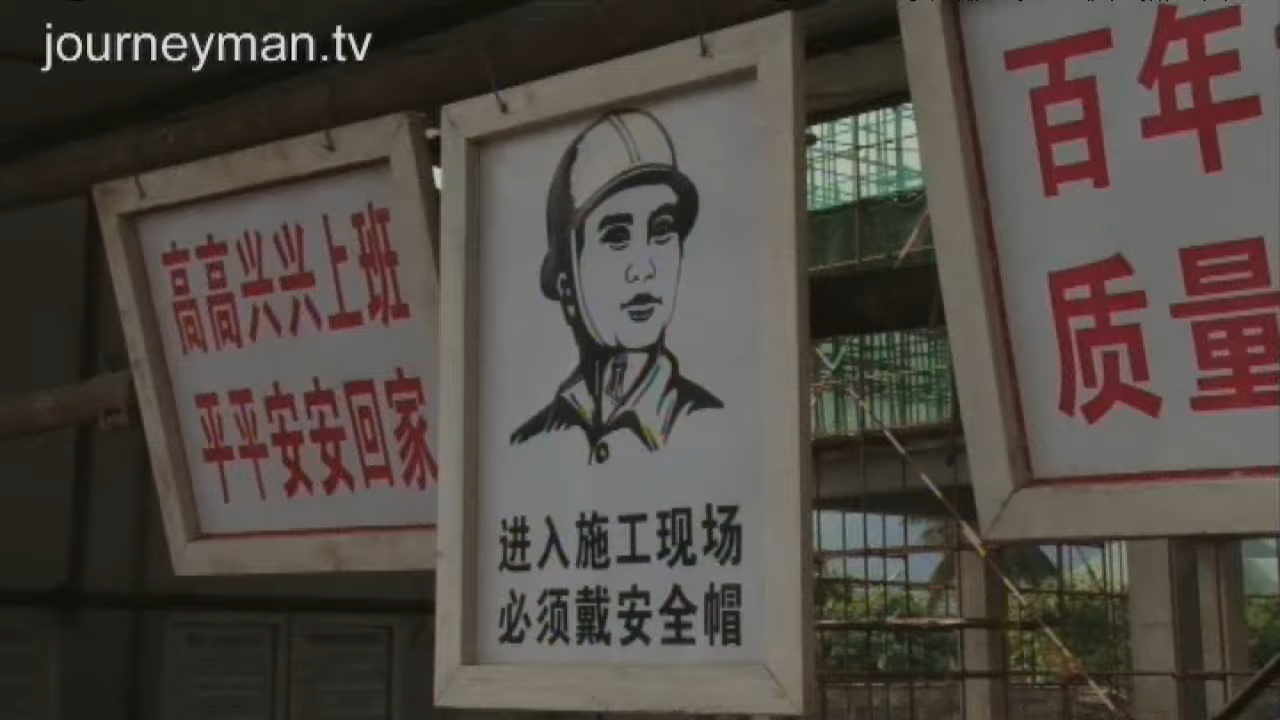 journeyman.tv
高高兴兴上班
平平安安回家
进入施工现场
必须戴安全帽
百年
质量